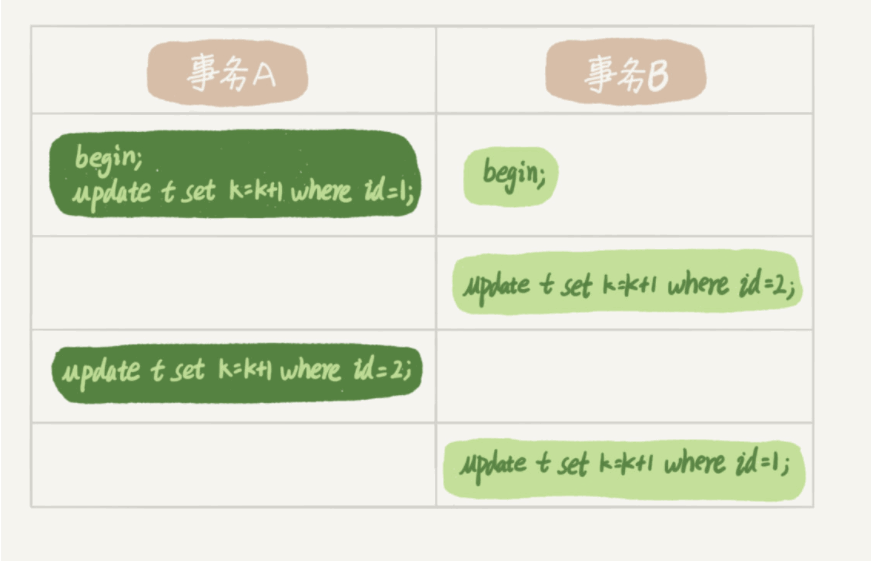 事务A
事务B
begin;
update t set k=k+1 where id=1;
begin;
update t set k=k+1 where id=2;
update t set k=k+1 where id=2;
update t set k=k+1 where id=1;